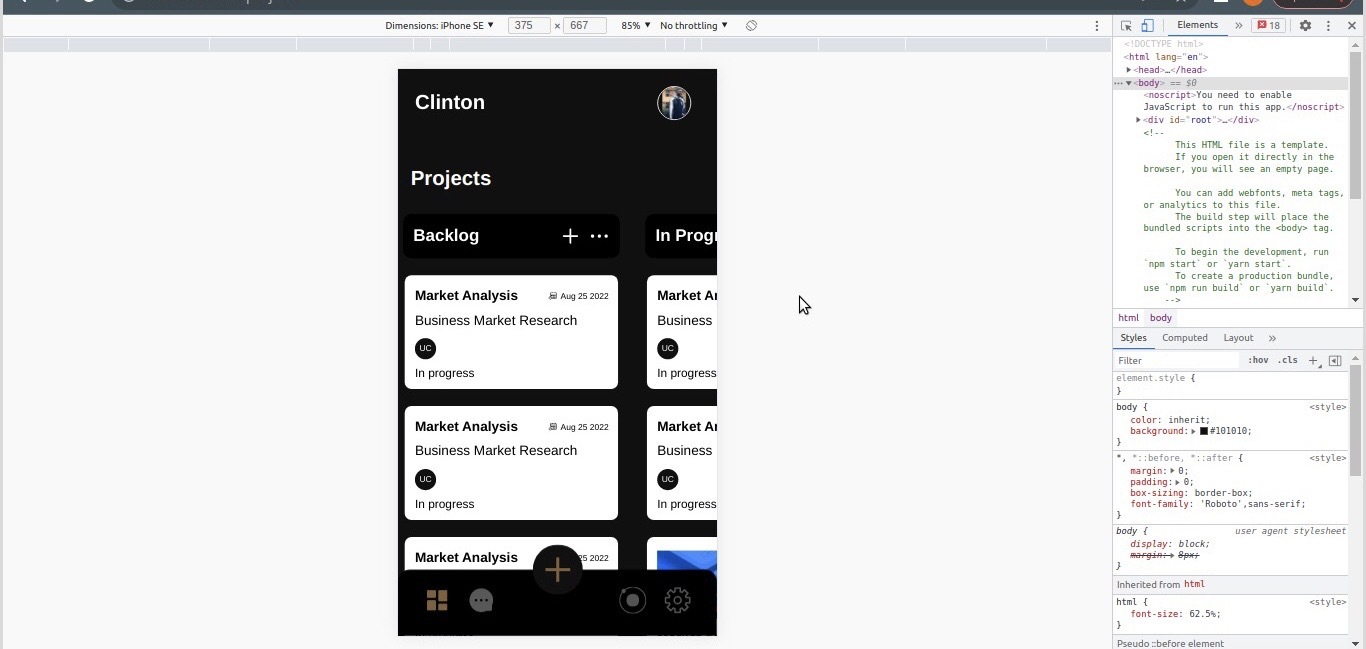 Dimensions: iPhone SE ▼ 375 × 667 85% ▼ No throttling ▼
Elements » 18
<!DOCTYPE html>
<html lang="en">
<head>…</head>
<body> == $0
<noscript>You need to enable
JavaScript to run this app.</noscript>
<div id="root">…</div>
<!--
This HTML file is a template.
If you open it directly in the
browser, you will see an empty page.
You can add webfonts, meta tags,
or analytics to this file.
The build step will place the
bundled scripts into the <body> tag.
To begin the development, run
`npm start` or `yarn start`.
To create a production bundle,
use `npm run build` or `yarn build`.
-->
html body
Styles Computed Layout »
Filter :hov .cls
element.style {
}
body { <style>
color: inherit;
background: #101010;
}
*, *::before, *::after { <style>
margin: 0;
padding: 0;
box-sizing: border-box;
font-family: 'Roboto',sans-serif;
}
body { user agent stylesheet
display: block;
margin: 8px;
}
Inherited from html
html { <style>
font-size: 62.5%;
}
Pseudo ::before element
Clinton
Projects
Backlog
In Progr
Market Analysis Aug 25 2022
Business Market Research
UC
In progress
Market Ar
Business
UC
In progress
Market Analysis Aug 25 2022
Business Market Research
UC
In progress
Market Ar
Business
UC
In progress
Market Analysis 25 2022